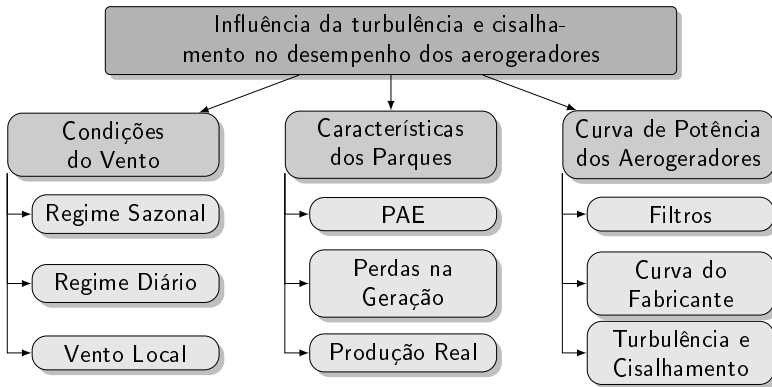 Influência da turbulência e cisalha-
mento no desempenho dos aerogeradores
Condições
do Vento
Regime Sazonal
Regime Diário
Vento Local
Características
dos Parques
PAE
Perdas na
Geração
Produção Real
Curva de Potência
dos Aerogeradores
Filtros
Curva do
Fabricante
Turbulência e
Cisalhamento